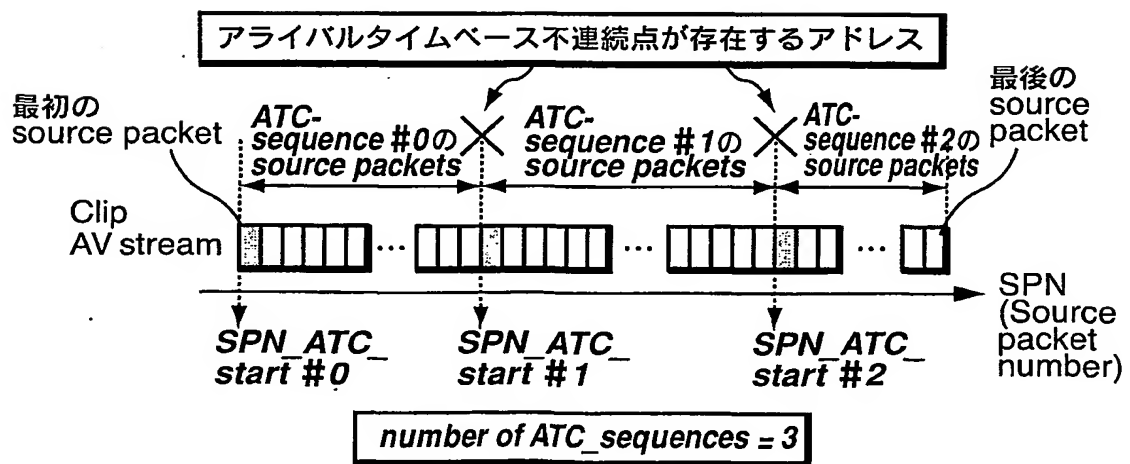 アライバルタイムベース不連続点が存在するアドレス
最初の
source packet
ATC-
sequence #0の
source packets
ATC-
sequence #1の
source packets
ATC-
sequence #2の
source packets
最後の
source
packet
Clip
AV stream
...
...
...
SPN
(Source
packet
number)
SPN_ATC_
start #0
SPN_ATC_
start #1
SPN_ATC_
start #2
number of ATC_sequences = 3